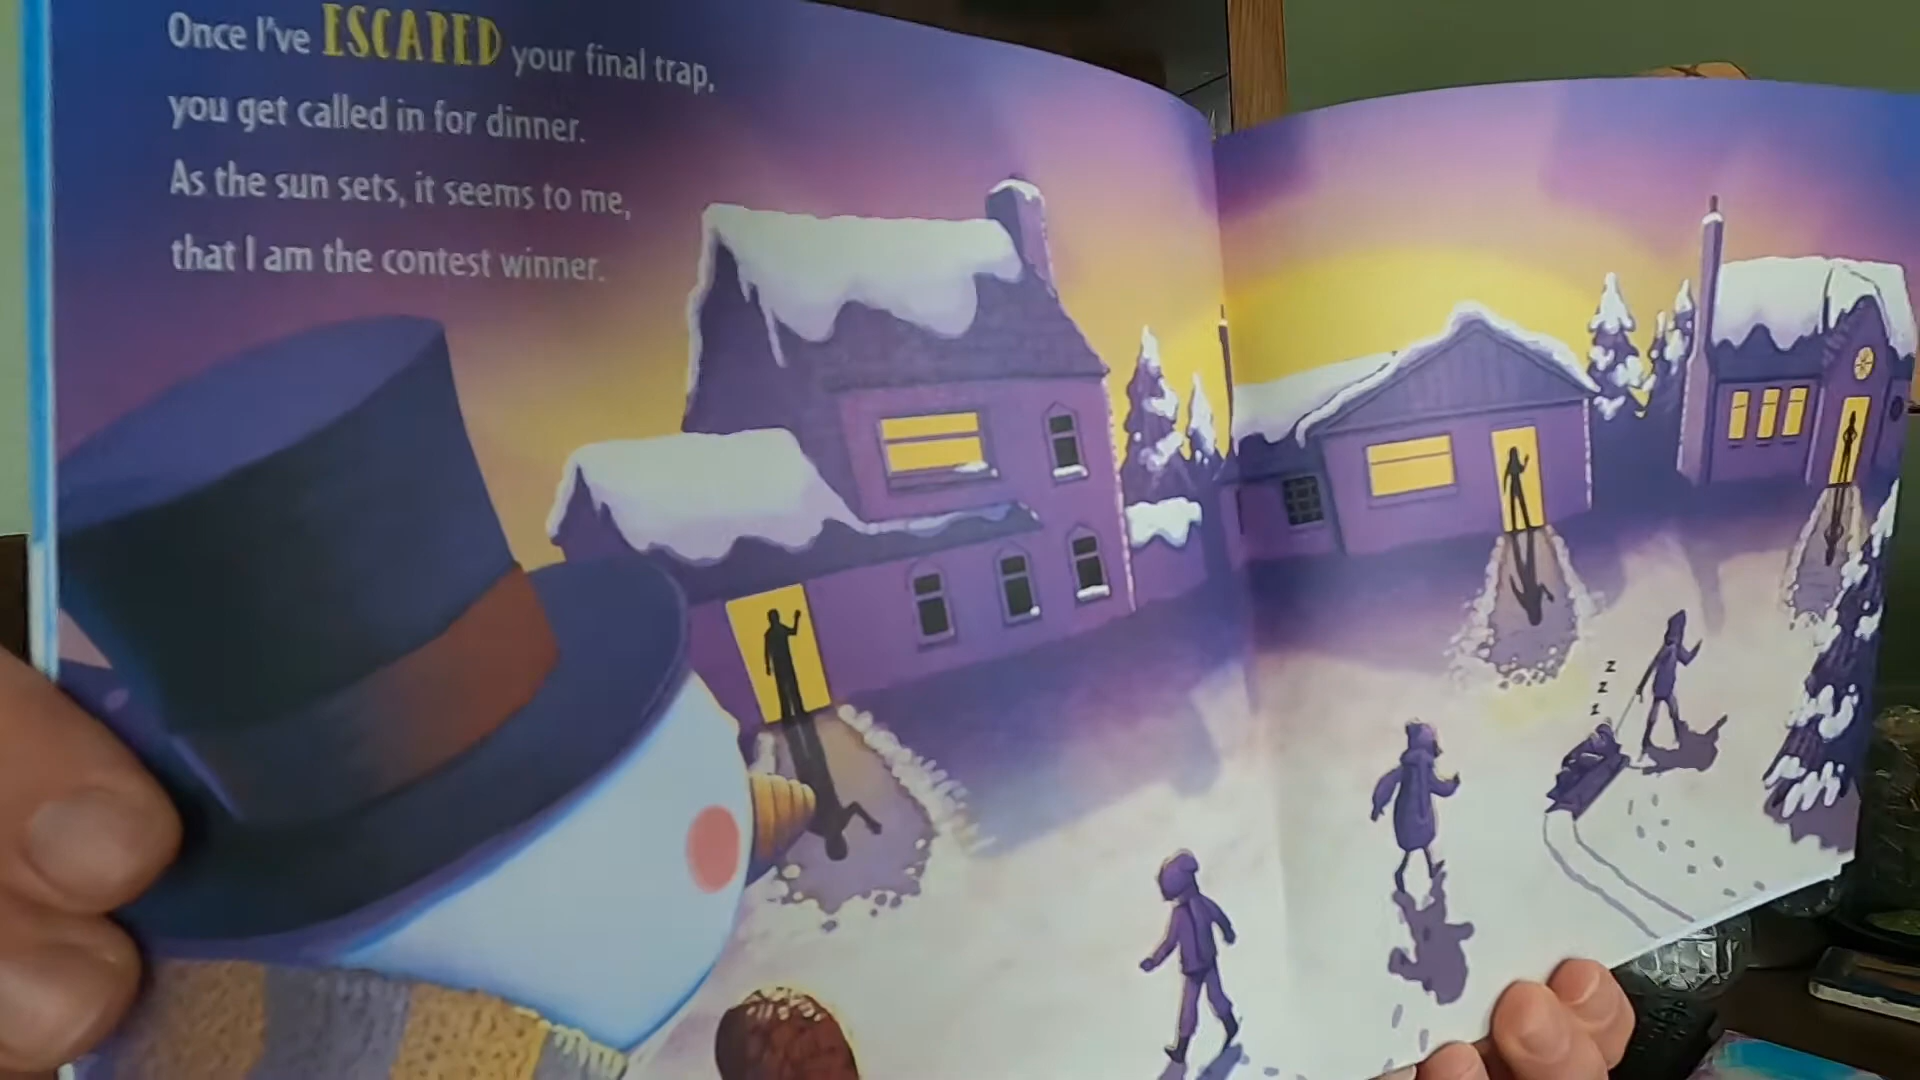 Once I've ESCAPED your final trap,
you get called in for dinner.
As the sun sets, it seems to me,
that I am the contest winner.
z
z
z